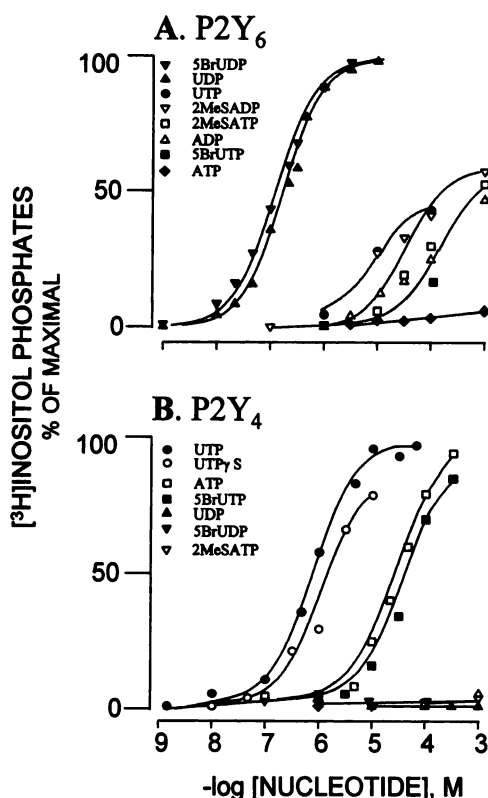 A. P2Y6
100
50
0
5BrUDP
UDP
UTP
2MeSADP
2MeSATP
ADP
5BrUTP
ATP
[3H]INOSITOL PHOSPHATES
% OF MAXIMAL
B. P2Y4
100
50
0
UTP
UTPγ S
ATP
5BrUTP
UDP
5BrUDP
2MeSATP
9 8 7 6 5 4 3
-log [NUCLEOTIDE], M